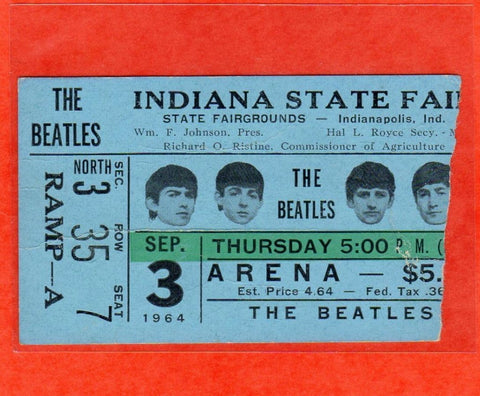 THE
BEATLES
INDIANA STATE FAI
STATE FAIRGROUNDS — Indianapolis, Ind.
Wm. F. Johnson, Pres. Hal L. Royce Secy. - M
Richard O. Ristine, Commissioner of Agriculture
THE
BEATLES
RAMP—A
NORTH 3 SEC.
35 ROW
7 SEAT
SEP.
3
1964
THURSDAY 5:00 P.M. (
ARENA — $5.
Est. Price 4.64 — Fed. Tax .36
THE BEATLES